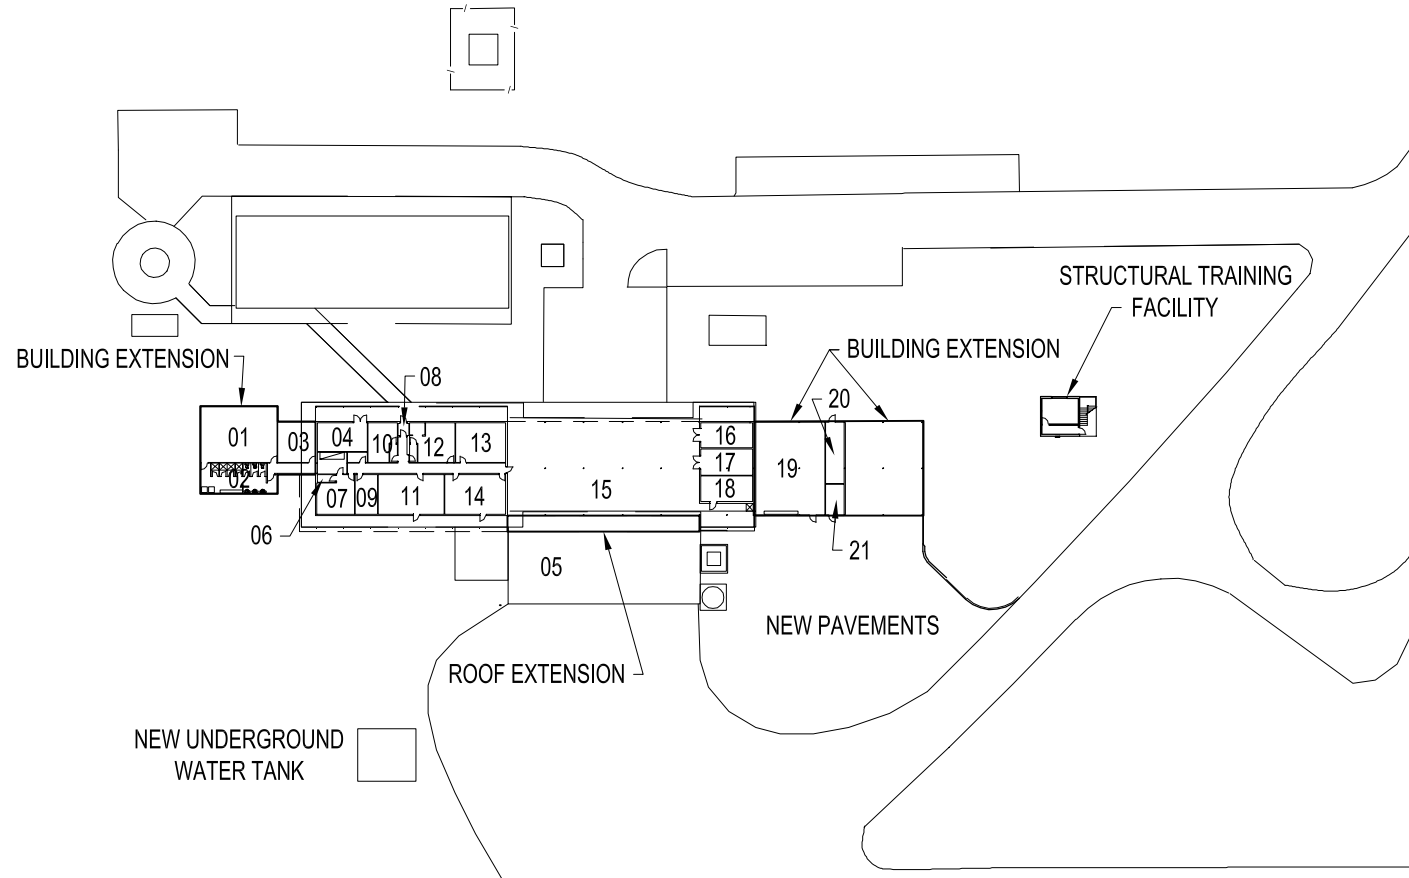 STRUCTURAL TRAINING
FACILITY
BUILDING EXTENSION
BUILDING EXTENSION
08
20
01
03
04
10
12
13
16
17
02
19
15
18
07
09
11
14
06
21
05
NEW PAVEMENTS
ROOF EXTENSION
NEW UNDERGROUND
WATER TANK